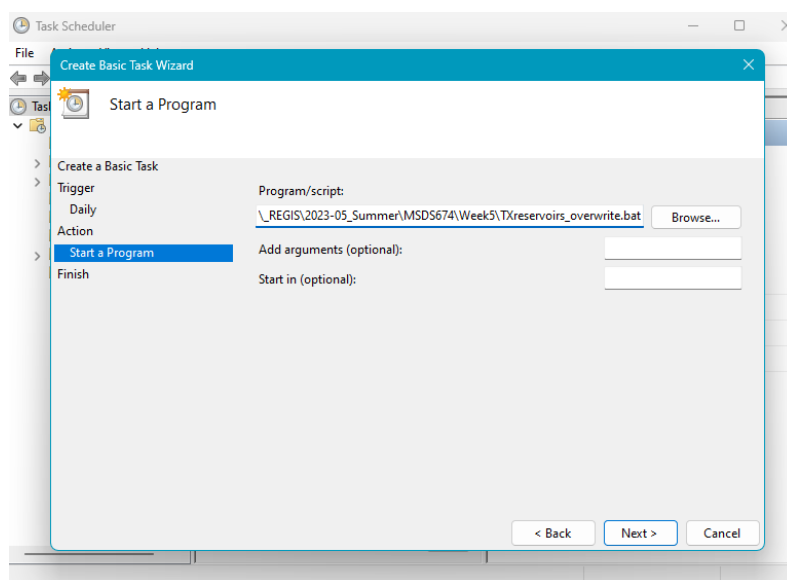 Task Scheduler
File
Create Basic Task Wizard
Start a Program
Create a Basic Task
Trigger
Daily
Action
Start a Program
Finish
Program/script:
\_REGIS\2023-05_Summer\MSDS674\Week5\TXreservoirs_overwrite.bat
Browse...
Add arguments (optional):
Start in (optional):
< Back
Next >
Cancel